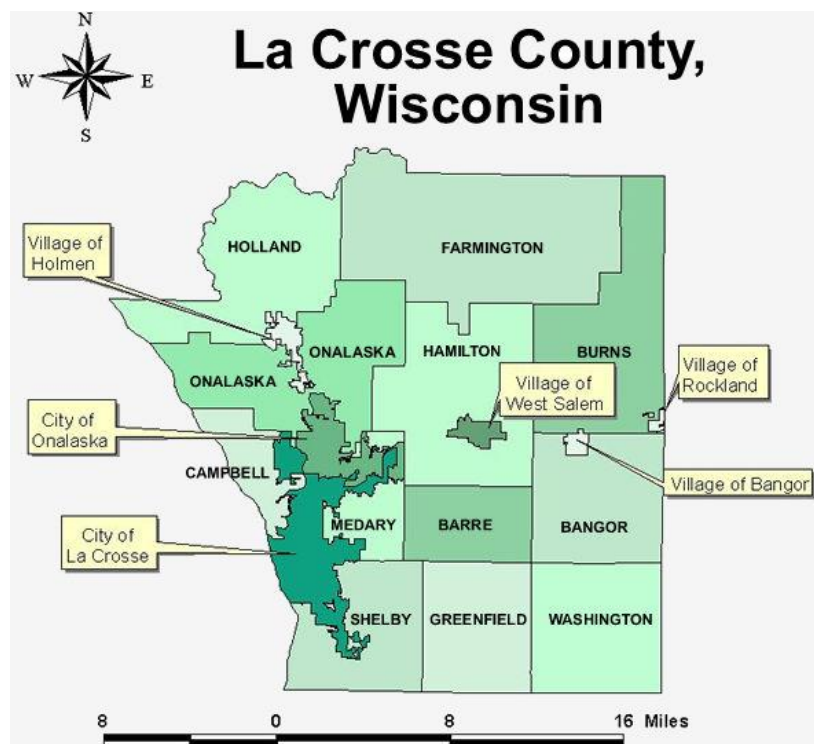 La Crosse County,
Wisconsin
N
W
E
S
HOLLAND
FARMINGTON
Village of
Holmen
ONALASKA
HAMILTON
BURNS
ONALASKA
Village of
Rockland
Village of
West Salem
City of
Onalaska
CAMPBELL
Village of Bangor
MEDARY
BARRE
BANGOR
City of
La Crosse
SHELBY
GREENFIELD
WASHINGTON
8 0 8 16 Miles